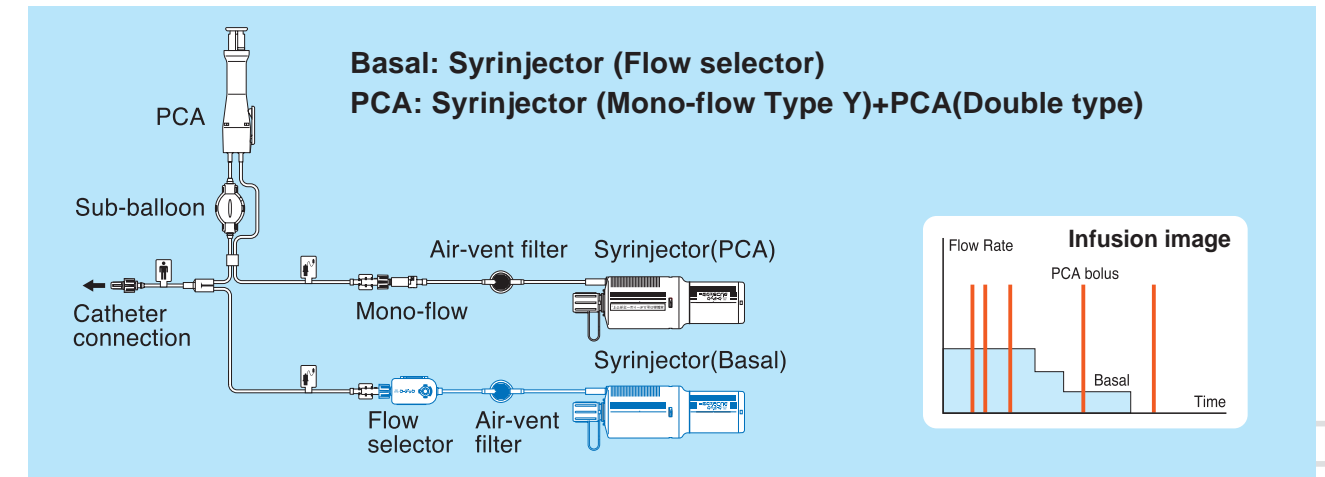 Basal: Syrinjector (Flow selector)
PCA: Syrinjector (Mono-flow Type Y)+PCA(Double type)
PCA
Sub-balloon
Air-vent filter
Syrinjector(PCA)
Mono-flow
Catheter
connection
Syrinjector(Basal)
Flow
selector
Air-vent
filter
Infusion image
Flow Rate
PCA bolus
Basal
Time